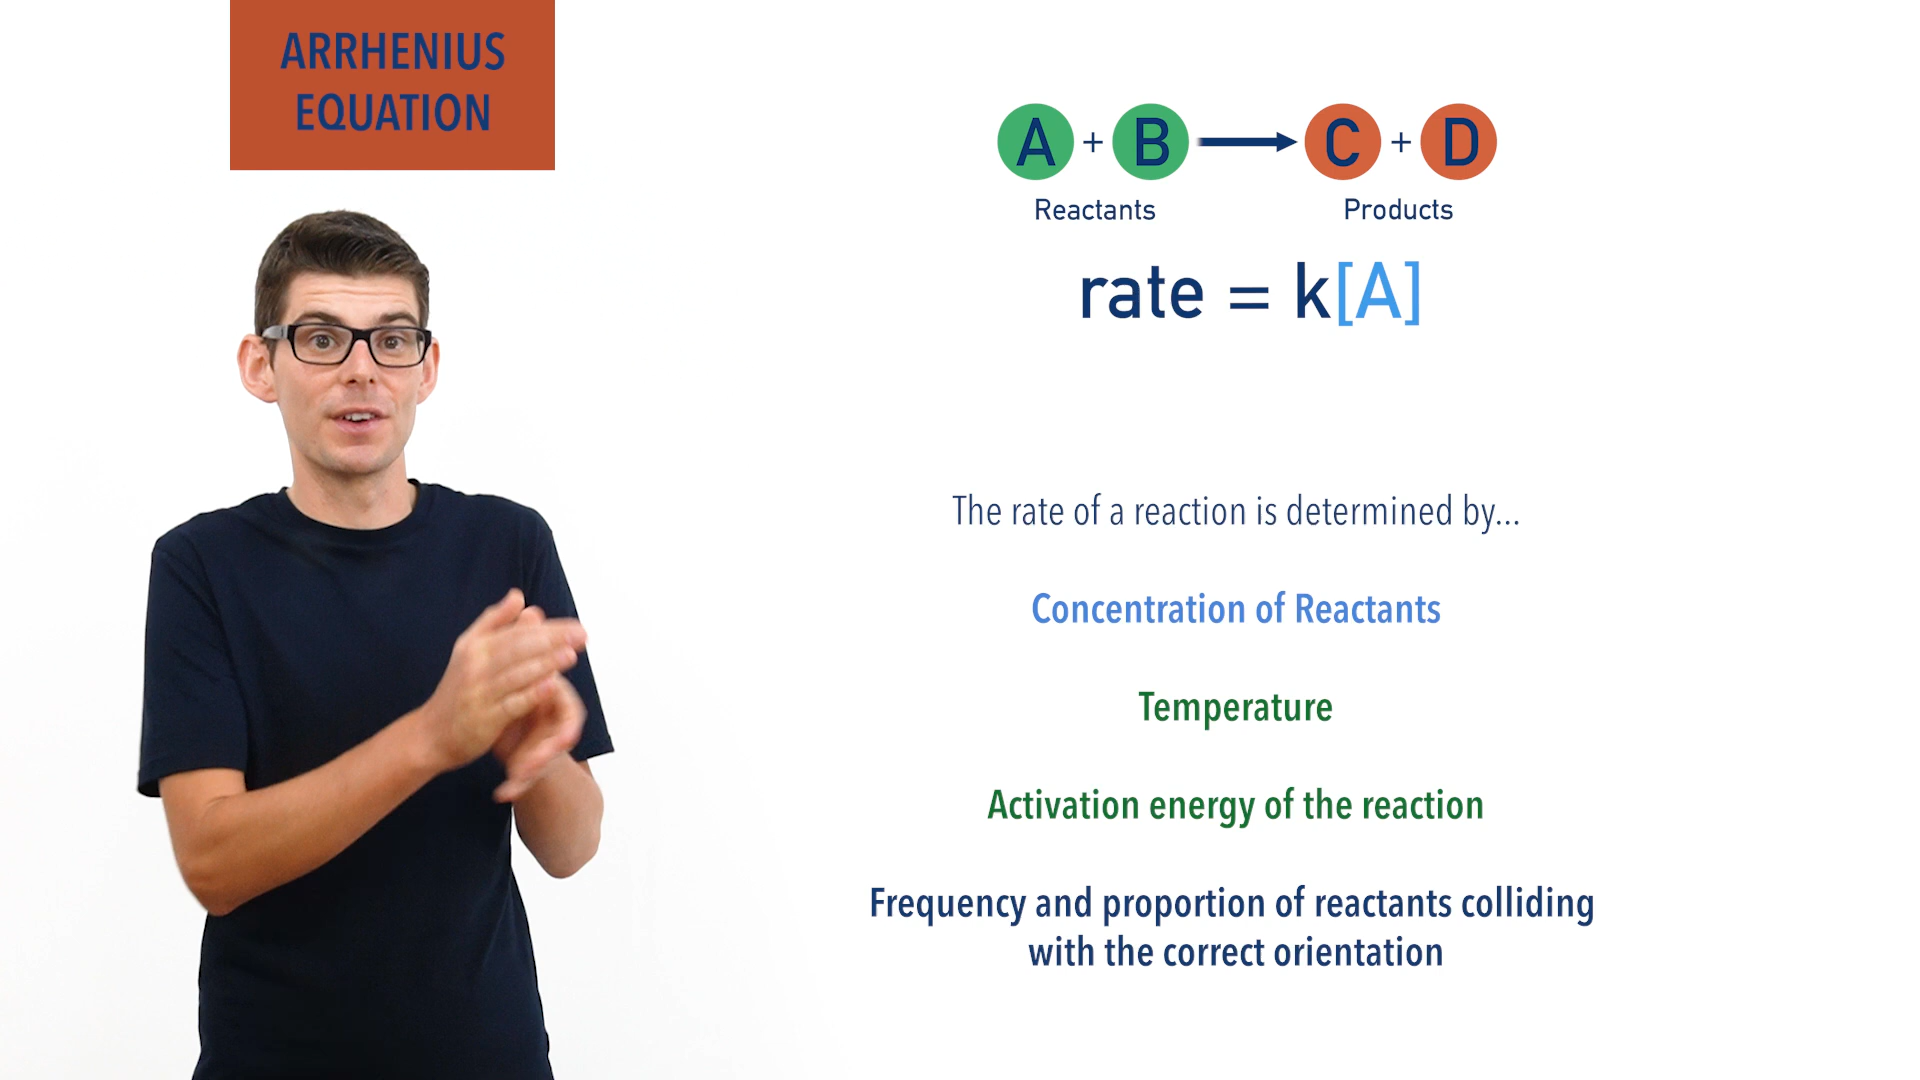 ARRHENIUS
EQUATION
A + B → C + D
Reactants Products
rate = k[A]
The rate of a reaction is determined by...
Concentration of Reactants
Temperature
Activation energy of the reaction
Frequency and proportion of reactants colliding
with the correct orientation